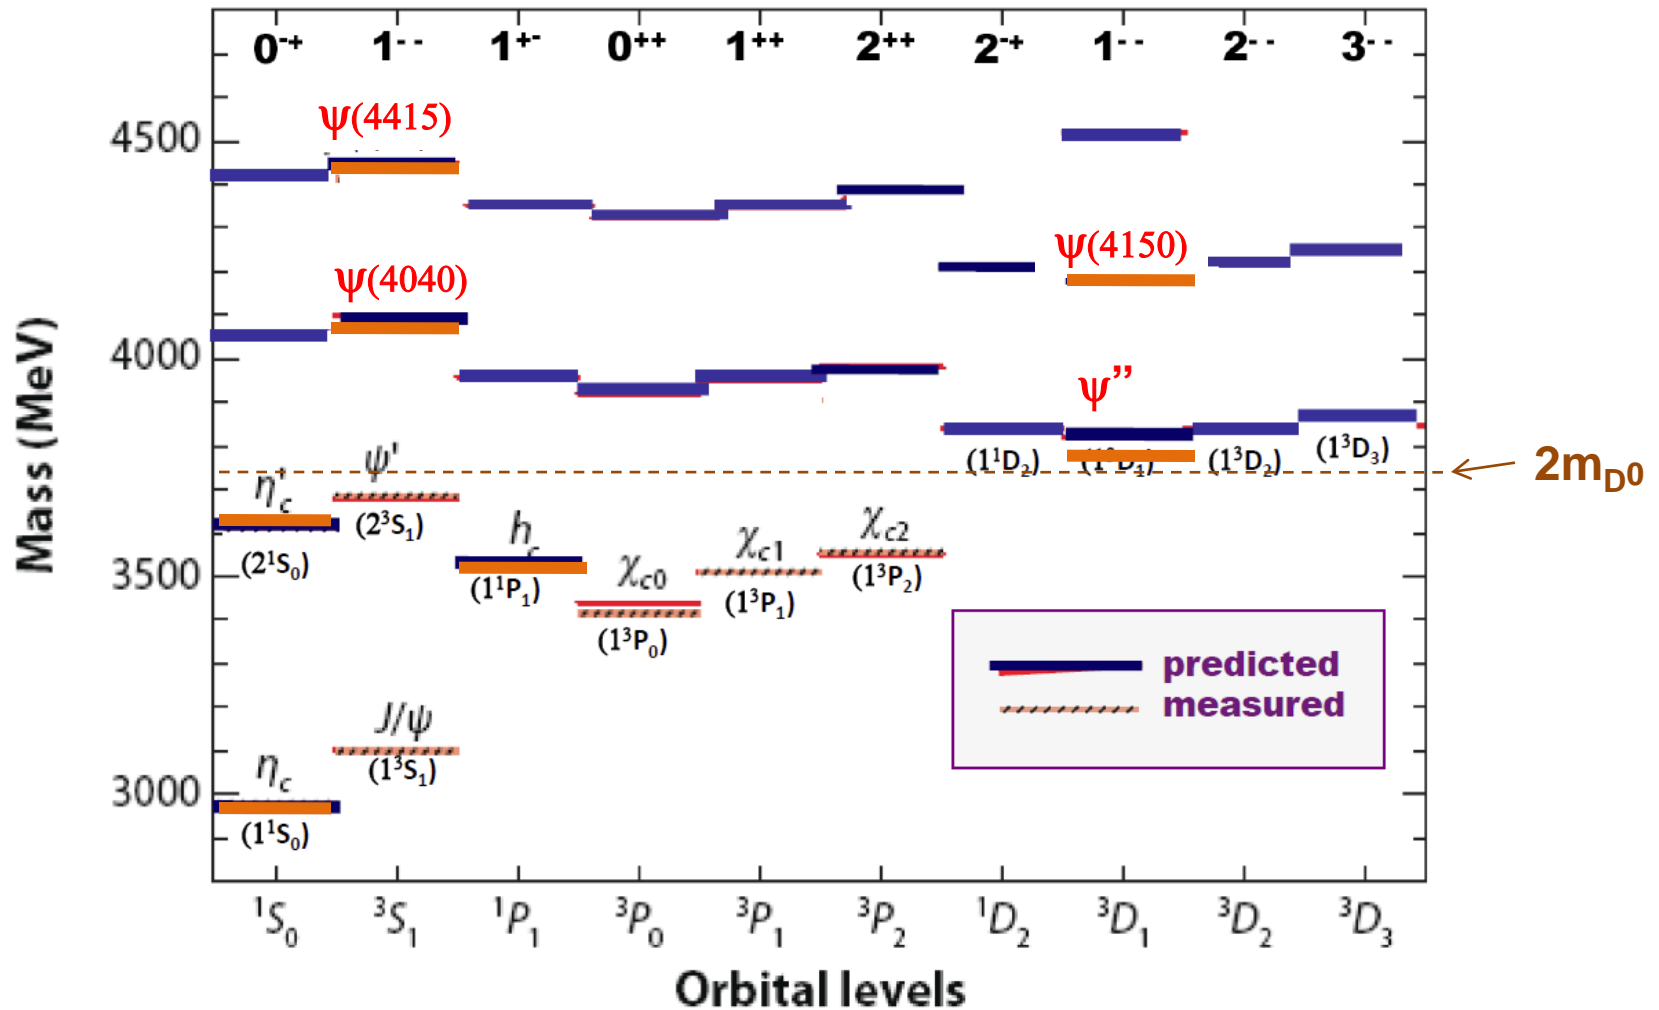 0⁻⁺ 1⁻⁻ 1⁺⁻ 0⁺⁺ 1⁺⁺ 2⁺⁺ 2⁻⁺ 1⁻⁻ 2⁻⁻ 3⁻⁻
ψ(4415)
4500
ψ(4150)
ψ(4040)
4000
ψ”
ψ'
(1¹D₂) (1³D₁) (1³D₂) (1³D₃)
2m_D0
η'c
(2³S₁)
(2¹S₀)
hc
χc0
χc1
χc2
3500
(1¹P₁)
(1³P₀)
(1³P₁)
(1³P₂)
predicted
measured
J/ψ
(1³S₁)
ηc
3000
(1¹S₀)
Mass (MeV)
¹S₀ ³S₁ ¹P₁ ³P₀ ³P₁ ³P₂ ¹D₂ ³D₁ ³D₂ ³D₃
Orbital levels